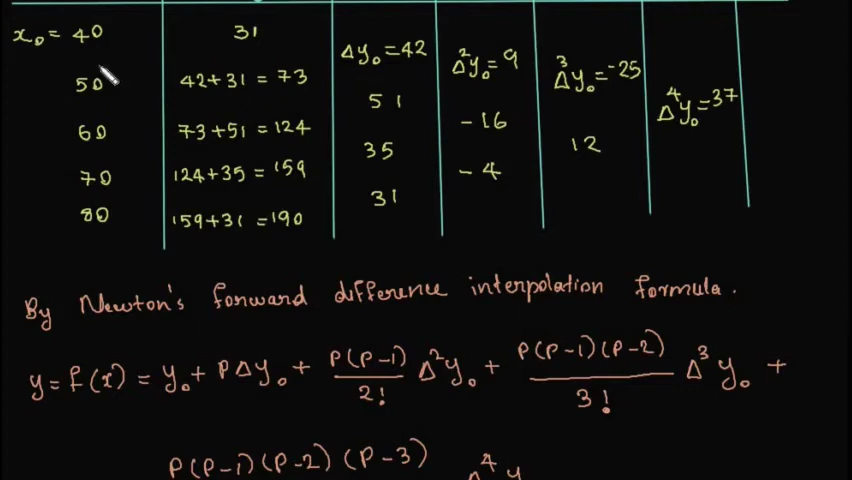 x₀ = 40 31 Δy₀ = 42 Δ²y₀ = 9 Δ³y₀ = -25 Δ⁴y₀ = 37
50 42+31 = 73 51 -16 12
60 73+51 = 124 35 -4
70 124+35 = 159 31
80 159+31 = 190
By Newton's forward difference interpolation formula.
y = f(x) = y₀ + PΔy₀ + P(P-1)/2! Δ²y₀ + P(P-1)(P-2)/3! Δ³y₀ +
P(P-1)(P-2)(P-3) Δ⁴y